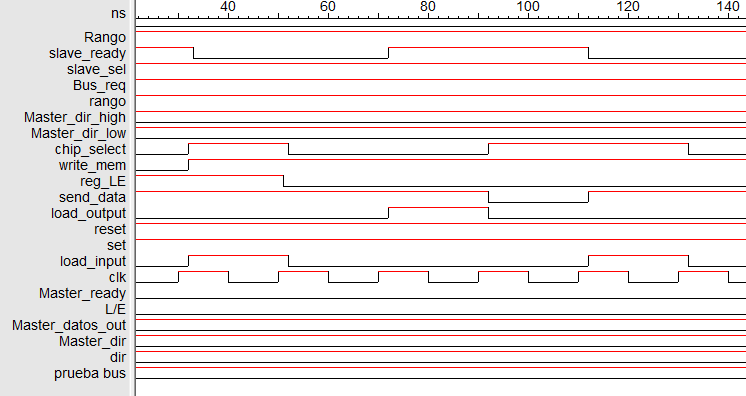 ns 40 60 80 100 120 140
Rango
slave_ready
slave_sel
Bus_req
rango
Master_dir_high
Master_dir_low
chip_select
write_mem
reg_LE
send_data
load_output
reset
set
load_input
clk
Master_ready
L/E
Master_datos_out
Master_dir
dir
prueba bus